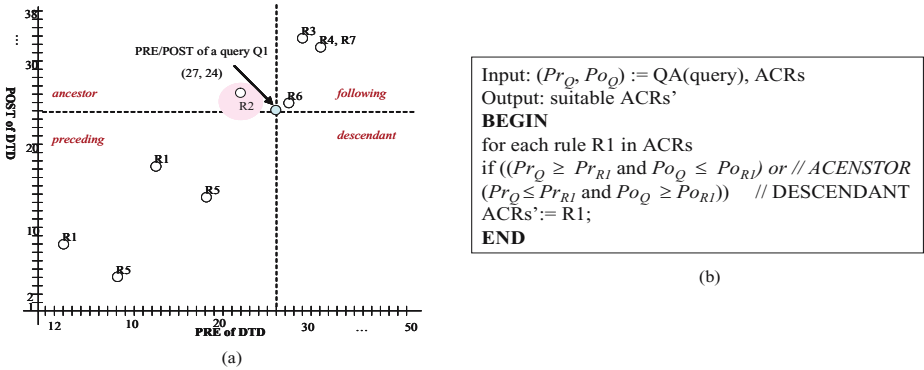 38
...
30
20
10
2
1
POST of DTD
PRE/POST of a query Q1
(27, 24)
R3
R4, R7
ancestor
R2
R6
following
preceding
descendant
R1
R5
R1
R5
12
10
20
30
...
50
PRE of DTD
(a)
Input: (PrQ, PoQ) := QA(query), ACRs
Output: suitable ACRs’
BEGIN
for each rule R1 in ACRs
if ((PrQ ≥ PrR1 and PoQ ≤ PoR1) or // ACENSTOR
(PrQ ≤ PrR1 and PoQ ≥ PoR1)) // DESCENDANT
ACRs’:= R1;
END
(b)